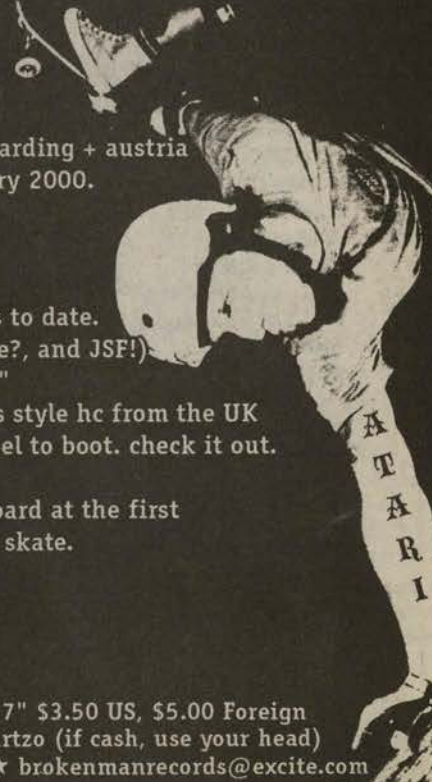 arding + austria
ry 2000.
to date.
e?, and JSF!)
"
s style hc from the UK
el to boot. check it out.
oard at the first
skate.
A
T
A
R
I
7" $3.50 US, $5.00 Foreign
rtzo (if cash, use your head)
brokenmanrecords@excite.com